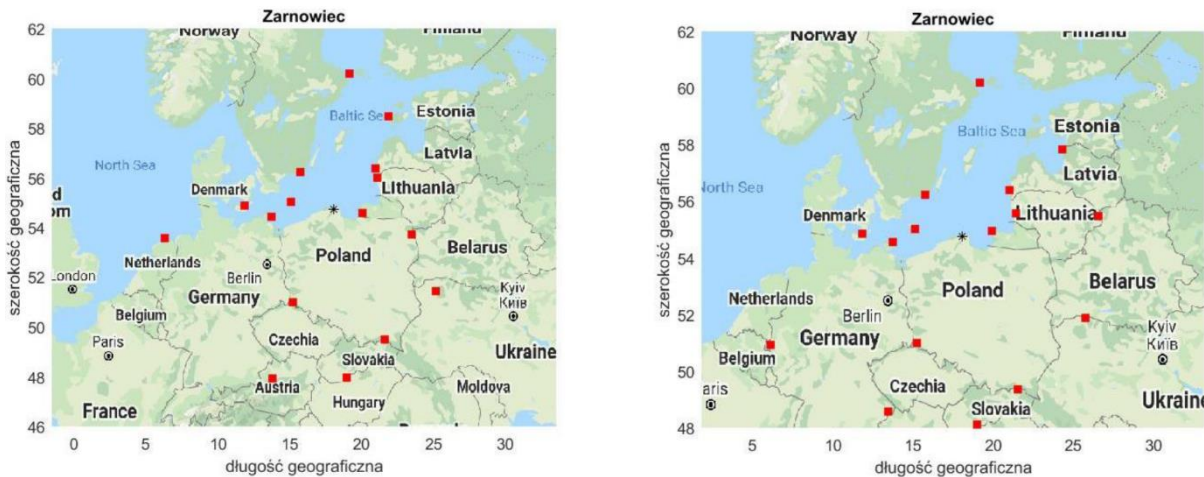 Zarnowiec
62
60
58
56
54
52
50
48
46
szerokość geograficzna
0
5
10
15
20
25
30
długość geograficzna
Norway
Finland
Estonia
Baltic Sea
Latvia
North Sea
Denmark
Lithuania
Belarus
Poland
Netherlands
Berlin
London
Germany
Kyiv
Київ
Belgium
Paris
Czechia
Ukraine
Slovakia
Austria
Moldova
Hungary
France
Zarnowiec
62
60
58
56
54
52
50
48
szerokość geograficzna
5
10
15
20
25
30
długość geograficzna
Norway
Finland
Baltic Sea
Estonia
Latvia
North Sea
Denmark
Lithuania
Belarus
Netherlands
Poland
Berlin
Kyiv
Київ
Germany
Belgium
aris
Czechia
Slovakia
Ukraine